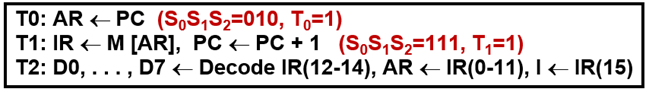 T0: AR ← PC (S₀S₁S₂=010, T₀=1)
T1: IR ← M [AR], PC ← PC + 1 (S₀S₁S₂=111, T₁=1)
T2: D0, . . . , D7 ← Decode IR(12-14), AR ← IR(0-11), I ← IR(15)